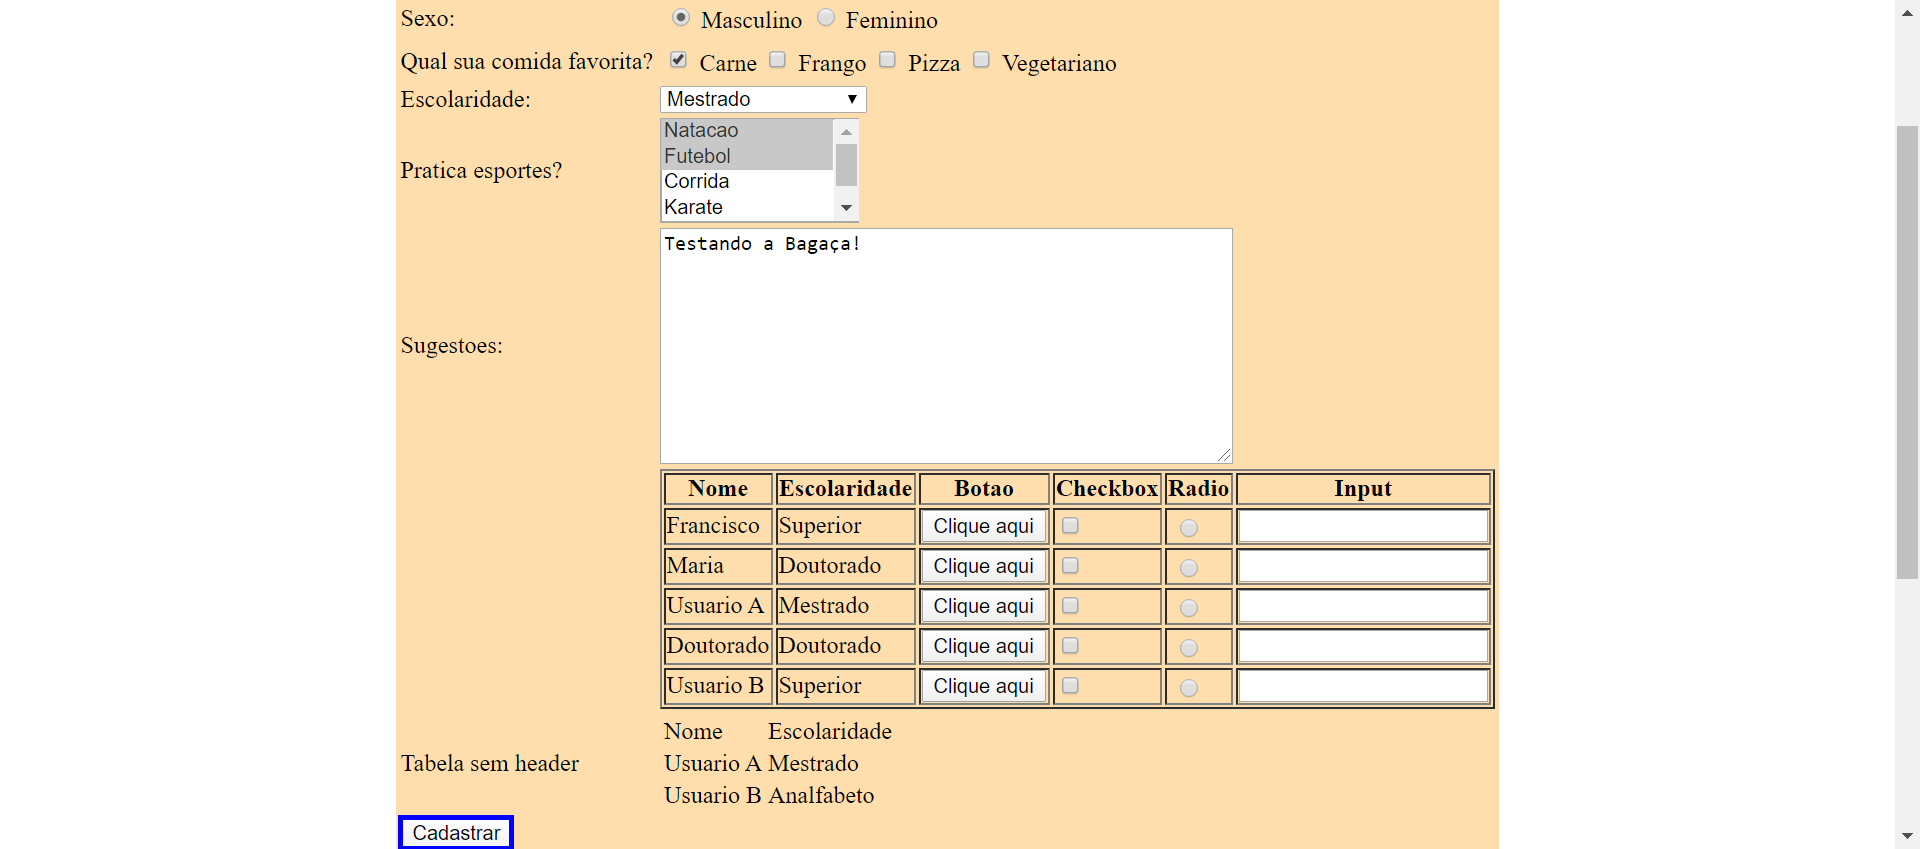 Sexo: Masculino Feminino
Qual sua comida favorita? Carne Frango Pizza Vegetariano
Escolaridade: Mestrado
Natacao
Futebol
Pratica esportes?
Corrida
Karate
Testando a Bagaça!
Sugestoes:
Nome Escolaridade Botao Checkbox Radio Input
Francisco Superior Clique aqui
Maria Doutorado Clique aqui
Usuario A Mestrado Clique aqui
Doutorado Doutorado Clique aqui
Usuario B Superior Clique aqui
Nome Escolaridade
Tabela sem header Usuario A Mestrado
Usuario B Analfabeto
Cadastrar